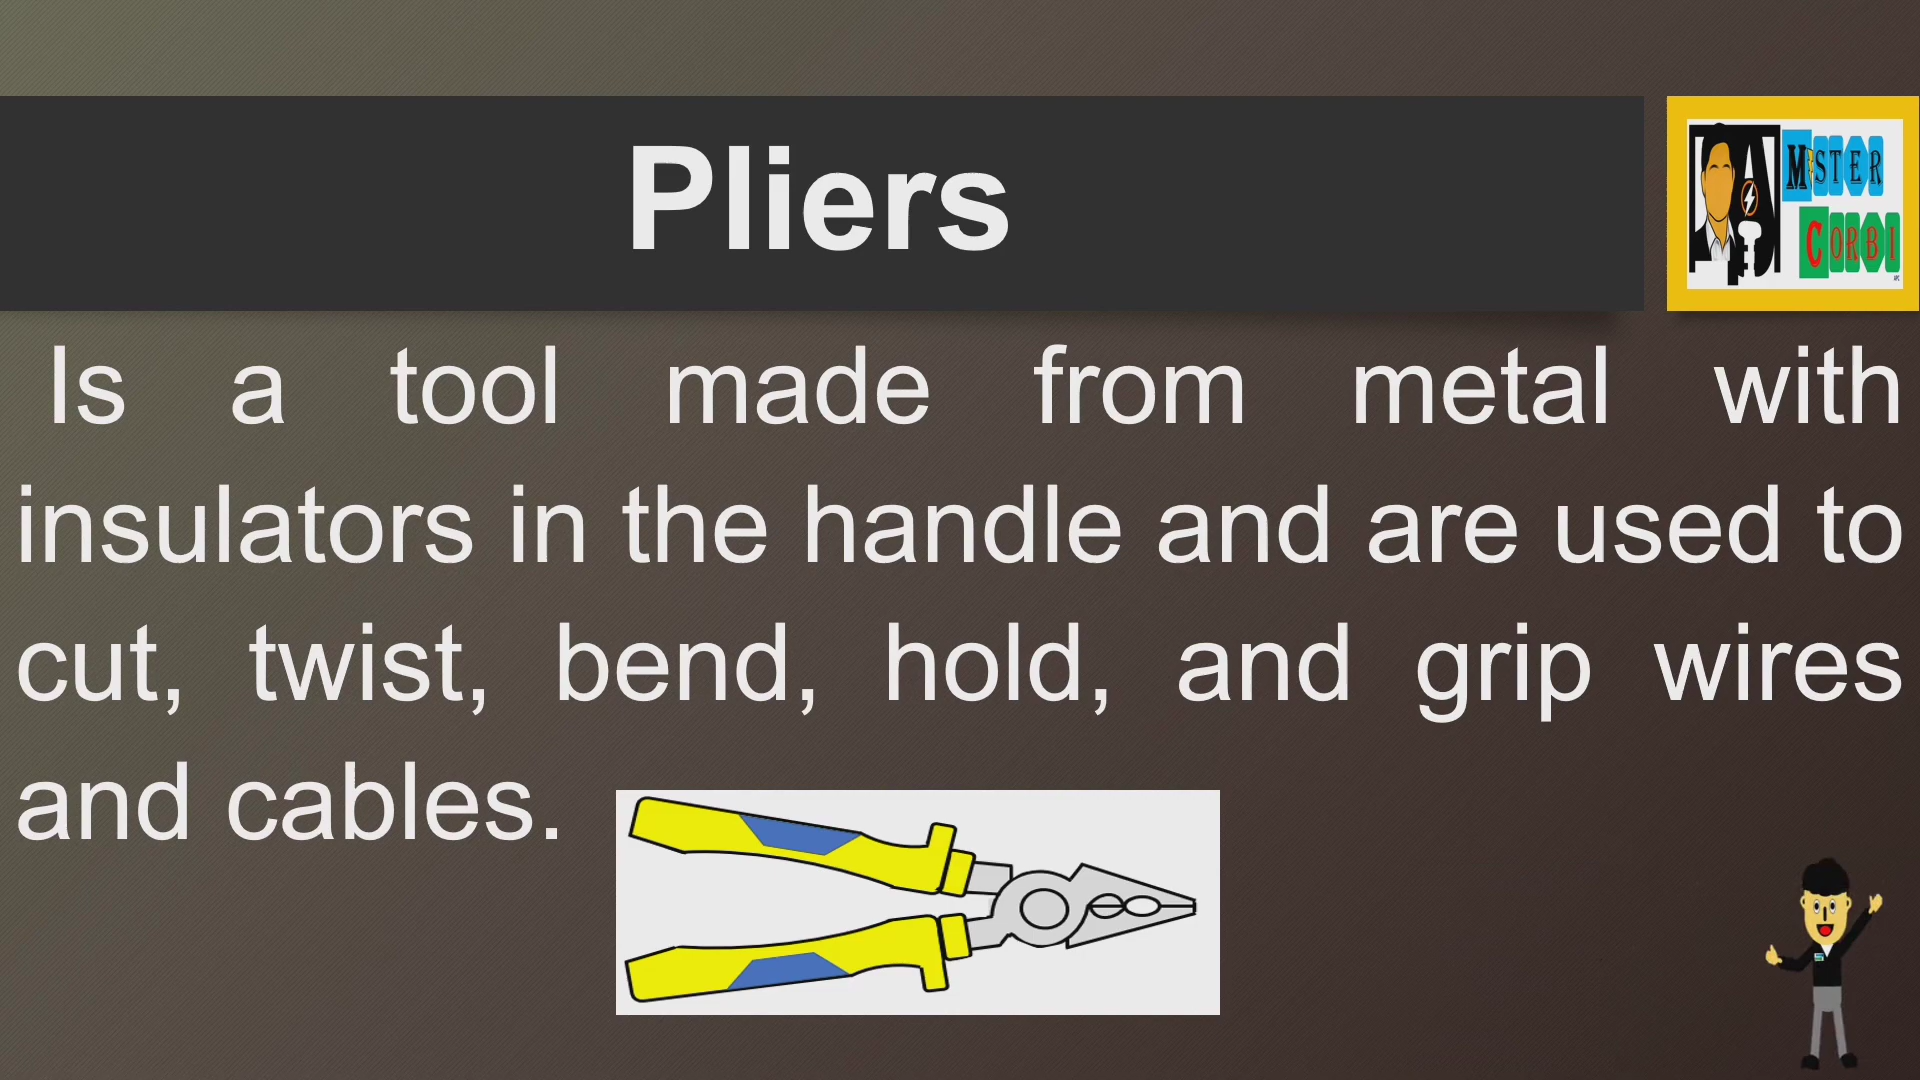 Pliers
MISTER
CORBI
Is a tool made from metal with
insulators in the handle and are used to
cut, twist, bend, hold, and grip wires
and cables.